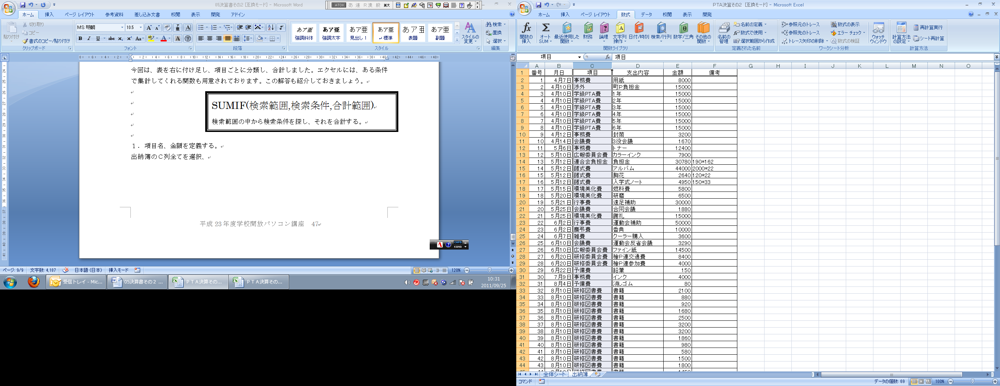 05決算書その2 [互換モード] - Microsoft Word
ATOK あ 連 R漢 般 英大
ホーム 挿入 ページ レイアウト 参考資料 差し込み文書 校閲 表示 開発 アドイン
貼り付け
切り取り
コピー
書式のコピー/貼り付け
クリップボード
MS 明朝 10.5
フォント
段落
あア亜 あア亜 あア亜 あア亜 あア亜 あア亜
強調斜体 強調太字 見出し 1 標準 表題 副題
スタイルの変更
スタイル
検索
置換
選択
編集
今回は、表を右に付け足し、項目ごとに分類し、合計しました。エクセルには、ある条件
で集計してくれる関数も用意されております。この解答も紹介しておきましょう。
SUMIF(検索範囲,検索条件,合計範囲)
検索範囲の中から検索条件を探し、それを合計する。
１．項目名、金額を定義する。
出納簿のＣ列全てを選択、
平成 23 年度学校開放パソコン講座 47
CAPS
KANA
ページ: 9/9 文字数: 4,187 日本語 (日本) 挿入モード 120%
受信トレイ - Mic... 05決算書その２ ... ＰＴＡ決算その... ＰＴＡ決算その...
10:31
2011/09/25
PTA決算その2 [互換モード] - Microsoft Excel
ホーム 挿入 ページ レイアウト 数式 データ 校閲 表示 開発
関数の挿入 オート SUM 最近使用した関数 財務 論理 文字列操作 日付/時刻 検索/行列 数学/三角 その他の関数
関数ライブラリ
名前の管理
名前の定義
数式で使用
選択範囲から作成
定義された名前
参照元のトレース
参照先のトレース
トレース矢印の削除
数式の表示
エラー チェック
数式の検証
ウォッチウィンドウ
ワークシート分析
計算方法の設定
再計算実行
シート再計算
計算方法
項目 fx 項目
A B C D E F G H I J K L M N O
1 番号 月日 項目 支出内容 金額 備考
2 1 4月7日 事務費 用紙 8000
3 2 4月10日 渉外 町P負担金 15000
4 3 4月10日 学級PTA費 1年 15000
5 4 4月10日 学級PTA費 2年 15000
6 5 4月10日 学級PTA費 3年 15000
7 6 4月10日 学級PTA費 4年 15000
8 7 4月10日 学級PTA費 5年 15000
9 8 4月10日 学級PTA費 6年 15000
10 9 4月12日 事務費 封筒 3200
11 10 4月14日 会議費 3役会議 1670
12 11 5月6日 事務費 トナー 12400
13 12 5月10日 広報委員会費 カラーインク 7900
14 13 5月12日 連合会負担金 負担金 30780 190*162
15 14 5月12日 諸式費 アルバム 44000 2000*22
16 15 5月12日 諸式費 胸花 2640 120*22
17 16 5月12日 諸式費 入学式ノート 4950 150*33
18 17 5月15日 環境美化費 燃料費 5800
19 18 5月20日 環境美化費 研磨 6500
20 19 5月21日 行事費 遠足補助 30000
21 20 5月25日 会議費 合同会議 1880
22 21 5月25日 環境美化費 謝礼 15000
23 22 6月2日 行事費 運動会補助 50000
24 23 6月2日 慶弔費 香典 10000
25 24 6月7日 雑費 クーラー購入 3600
26 25 6月10日 会議費 運動会反省会議 3290
27 26 6月10日 広報委員会費 ファイン紙 14500
28 27 6月20日 研修委員会費 檜P連交通費 8400
29 28 6月20日 研修委員会費 檜P連参加費 4000
30 29 6月22日 予備費 鉛筆 150
31 30 7月9日 事務費 インク 4000
32 31 8月4日 予備費 消しゴム 80
33 32 8月10日 研修図書費 書籍 2100
34 33 8月10日 研修図書費 書籍 880
35 34 8月10日 研修図書費 書籍 920
36 35 8月10日 研修図書費 書籍 1680
37 36 8月10日 研修図書費 書籍 2500
38 37 8月10日 研修図書費 書籍 3200
39 38 8月10日 研修図書費 書籍 3200
40 39 8月10日 研修図書費 書籍 1860
41 40 8月10日 研修図書費 書籍 980
42 41 8月10日 研修図書費 書籍 580
43 42 8月10日 研修図書費 書籍 1500
44 43 8月10日 研修図書費 書籍 1800
全体シート 出納簿
コマンド データの個数: 69 100%